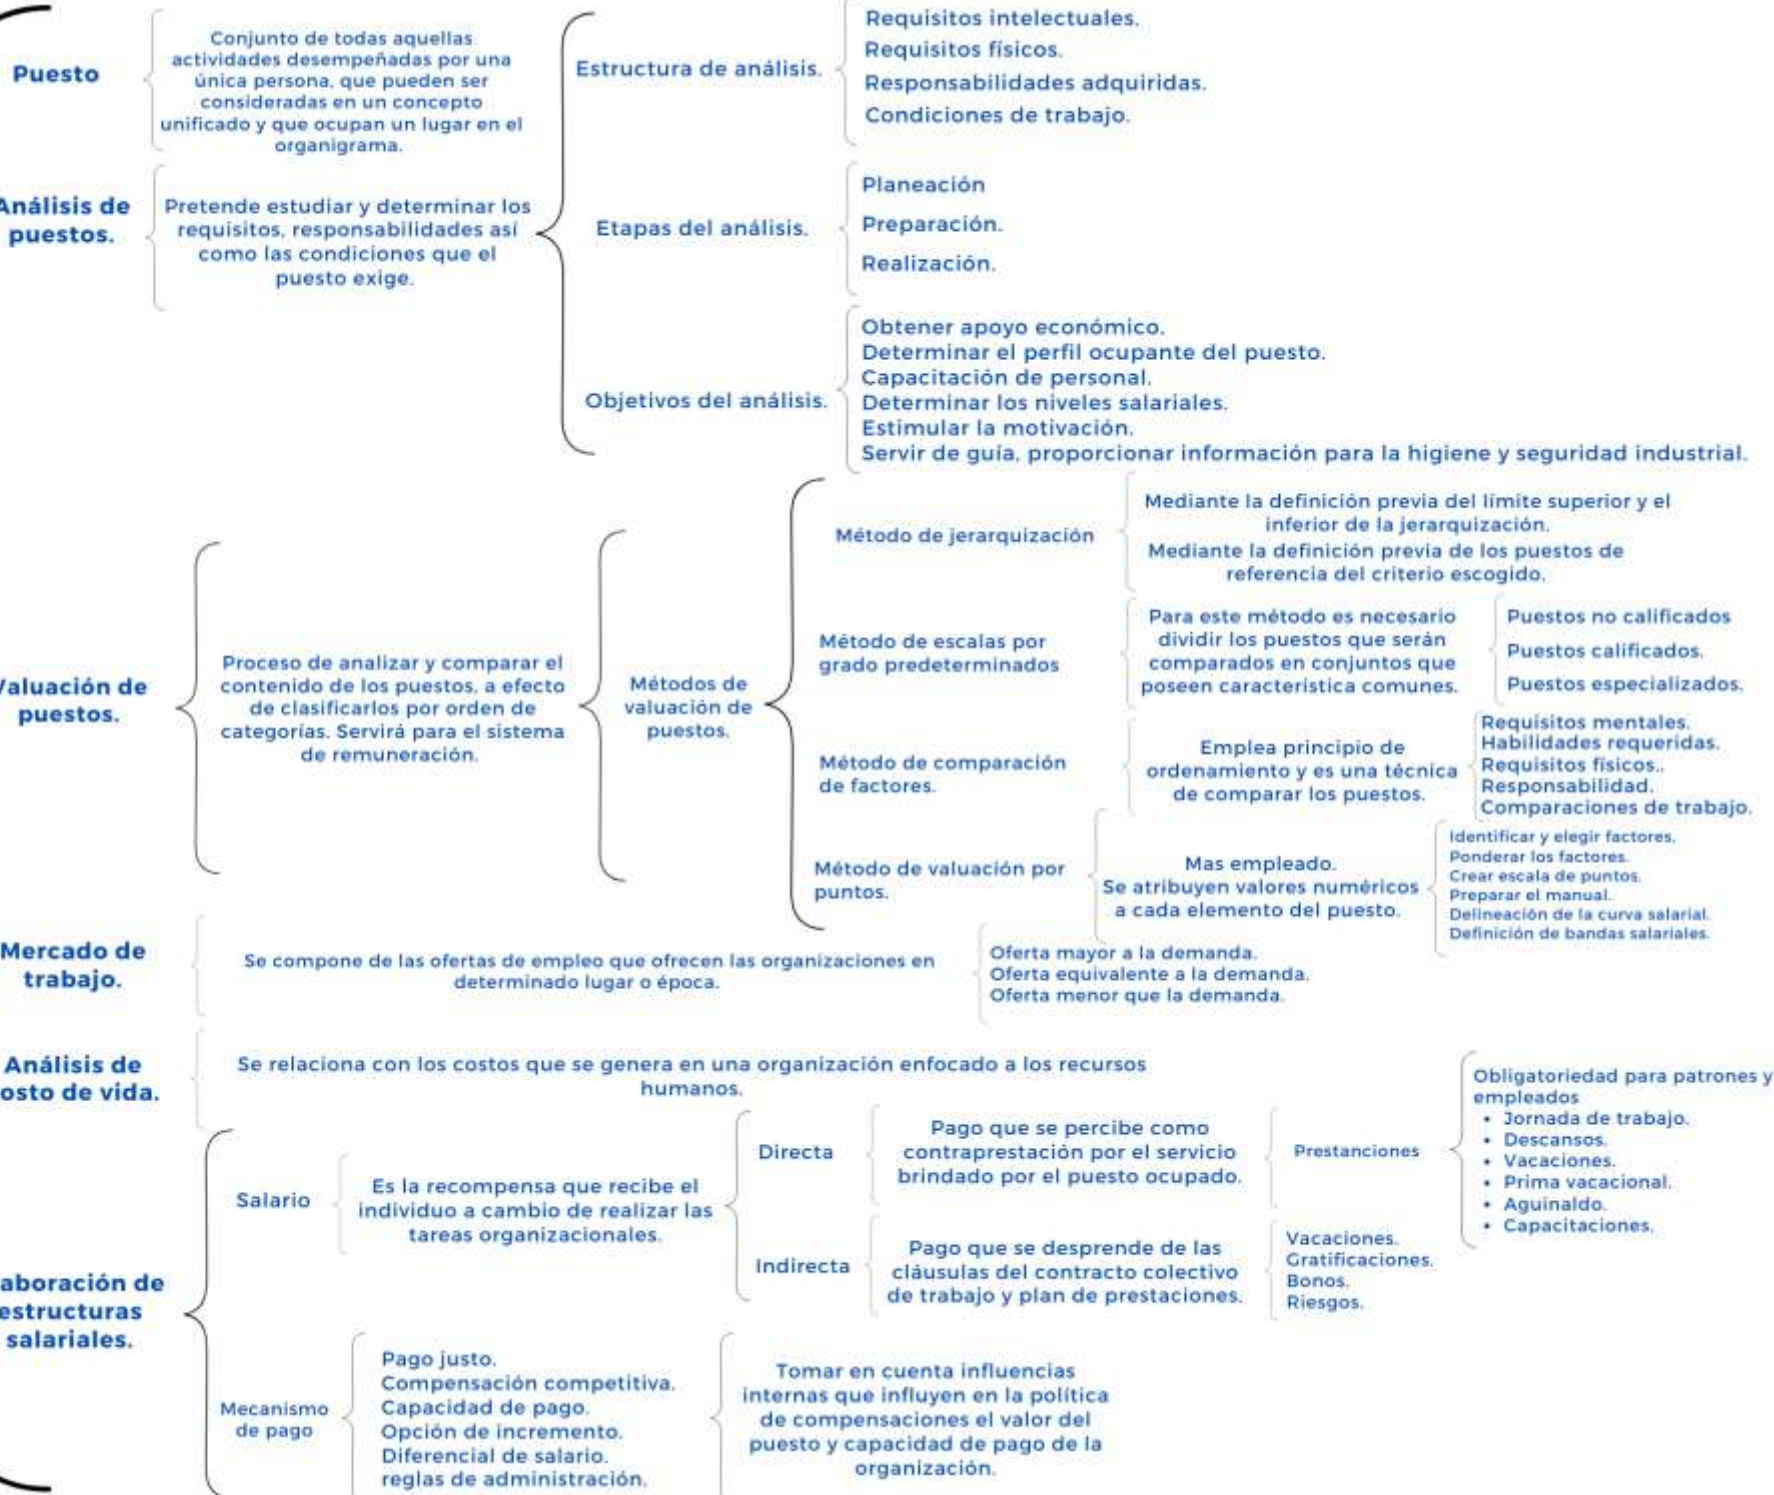 Puesto
Conjunto de todas aquellas
actividades desempeñadas por una
única persona, que pueden ser
consideradas en un concepto
unificado y que ocupan un lugar en el
organigrama.
Análisis de
puestos.
Pretende estudiar y determinar los
requisitos, responsabilidades así
como las condiciones que el
puesto exige.
Estructura de análisis.
Requisitos intelectuales.
Requisitos físicos.
Responsabilidades adquiridas.
Condiciones de trabajo.
Etapas del análisis.
Planeación
Preparación.
Realización.
Objetivos del análisis.
Obtener apoyo económico.
Determinar el perfil ocupante del puesto.
Capacitación de personal.
Determinar los niveles salariales.
Estimular la motivación.
Servir de guía, proporcionar información para la higiene y seguridad industrial.
Valuación de
puestos.
Proceso de analizar y comparar el
contenido de los puestos, a efecto
de clasificarlos por orden de
categorías. Servirá para el sistema
de remuneración.
Métodos de
valuación de
puestos.
Método de jerarquización
Mediante la definición previa del límite superior y el
inferior de la jerarquización.
Mediante la definición previa de los puestos de
referencia del criterio escogido.
Método de escalas por
grado predeterminados
Para este método es necesario
dividir los puestos que serán
comparados en conjuntos que
poseen característica comunes.
Puestos no calificados
Puestos calificados.
Puestos especializados.
Método de comparación
de factores.
Emplea principio de
ordenamiento y es una técnica
de comparar los puestos.
Requisitos mentales.
Habilidades requeridas.
Requisitos físicos..
Responsabilidad.
Comparaciones de trabajo.
Método de valuación por
puntos.
Mas empleado.
Se atribuyen valores numéricos
a cada elemento del puesto.
Identificar y elegir factores.
Ponderar los factores.
Crear escala de puntos.
Preparar el manual.
Delineación de la curva salarial.
Definición de bandas salariales.
Mercado de
trabajo.
Se compone de las ofertas de empleo que ofrecen las organizaciones en
determinado lugar o época.
Oferta mayor a la demanda.
Oferta equivalente a la demanda.
Oferta menor que la demanda.
Análisis de
osto de vida.
Se relaciona con los costos que se genera en una organización enfocado a los recursos
humanos.
aboración de
estructuras
salariales.
Salario
Es la recompensa que recibe el
individuo a cambio de realizar las
tareas organizacionales.
Directa
Pago que se percibe como
contraprestación por el servicio
brindado por el puesto ocupado.
Prestanciones
Obligatoriedad para patrones y
empleados
• Jornada de trabajo.
• Descansos.
• Vacaciones.
• Prima vacacional.
• Aguinaldo.
• Capacitaciones.
Indirecta
Pago que se desprende de las
cláusulas del contracto colectivo
de trabajo y plan de prestaciones.
Vacaciones.
Gratificaciones.
Bonos.
Riesgos.
Mecanismo
de pago
Pago justo.
Compensación competitiva.
Capacidad de pago.
Opción de incremento.
Diferencial de salario.
reglas de administración.
Tomar en cuenta influencias
internas que influyen en la política
de compensaciones el valor del
puesto y capacidad de pago de la
organización.